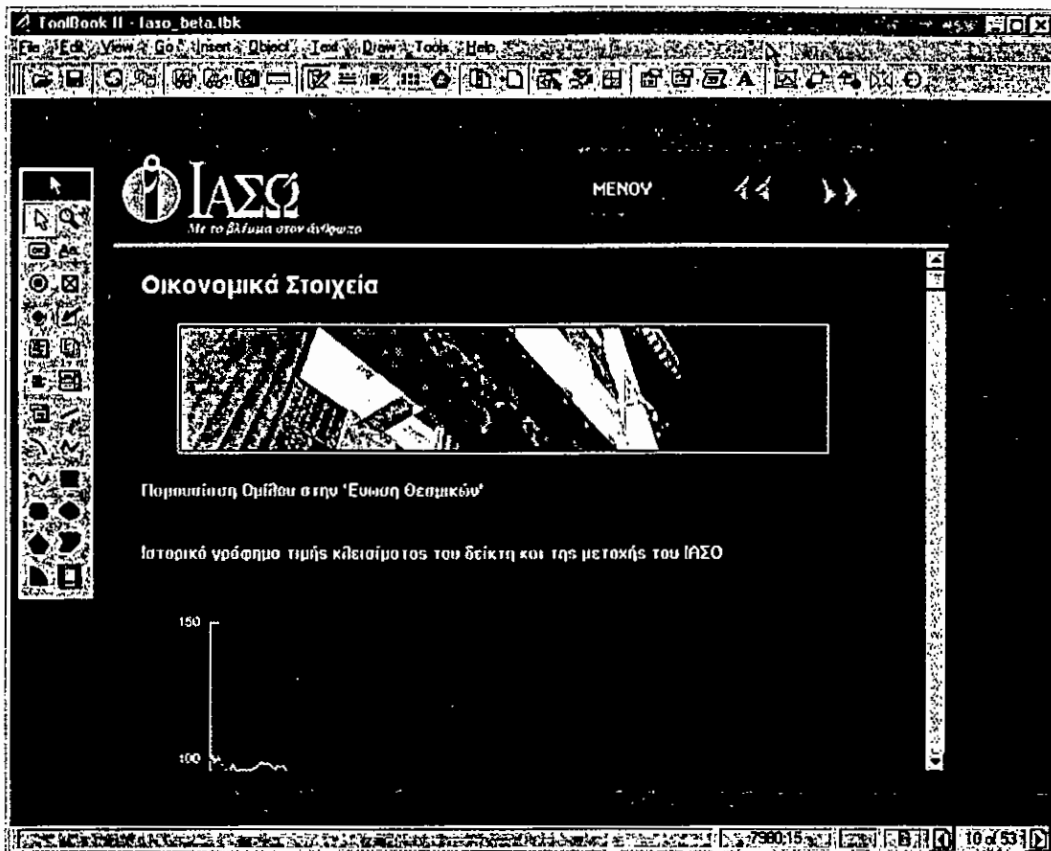 ToolBook II - Iaso_beta.tbk
File Edit View Go Insert Object Text Draw Tools Help
ΙΑΣΩ
Με το βλέμμα στον άνθρωπο
ΜΕΝΟΥ
Οικονομικά Στοιχεία
Παρουσίαση Ομίλου στην 'Ενωση Θεσμικών'
Ιστορικό γράφημα τιμής κλεισίματος του δείκτη και της μετοχής του ΙΑΣΟ
150
100
10 of 53